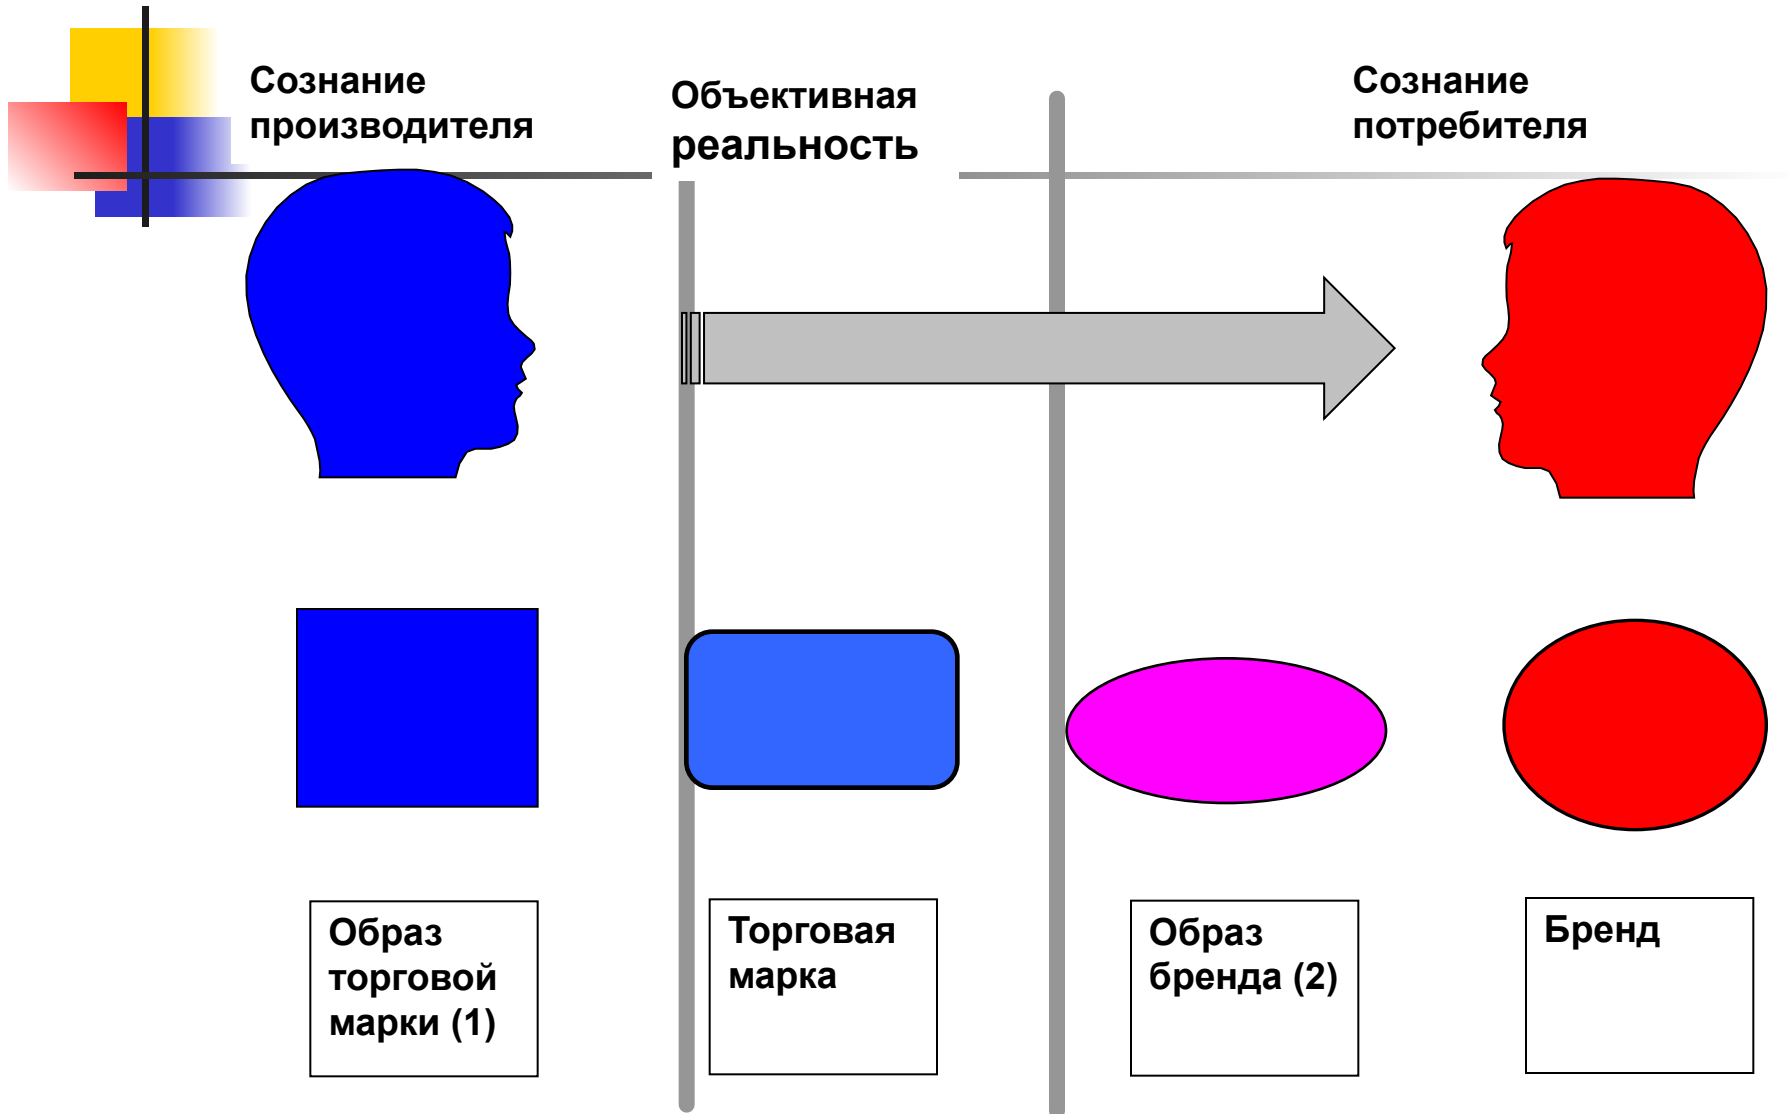 Сознание
производителя
Объективная
реальность
Сознание
потребителя
Образ
торговой
марки (1)
Торговая
марка
Образ
бренда (2)
Бренд